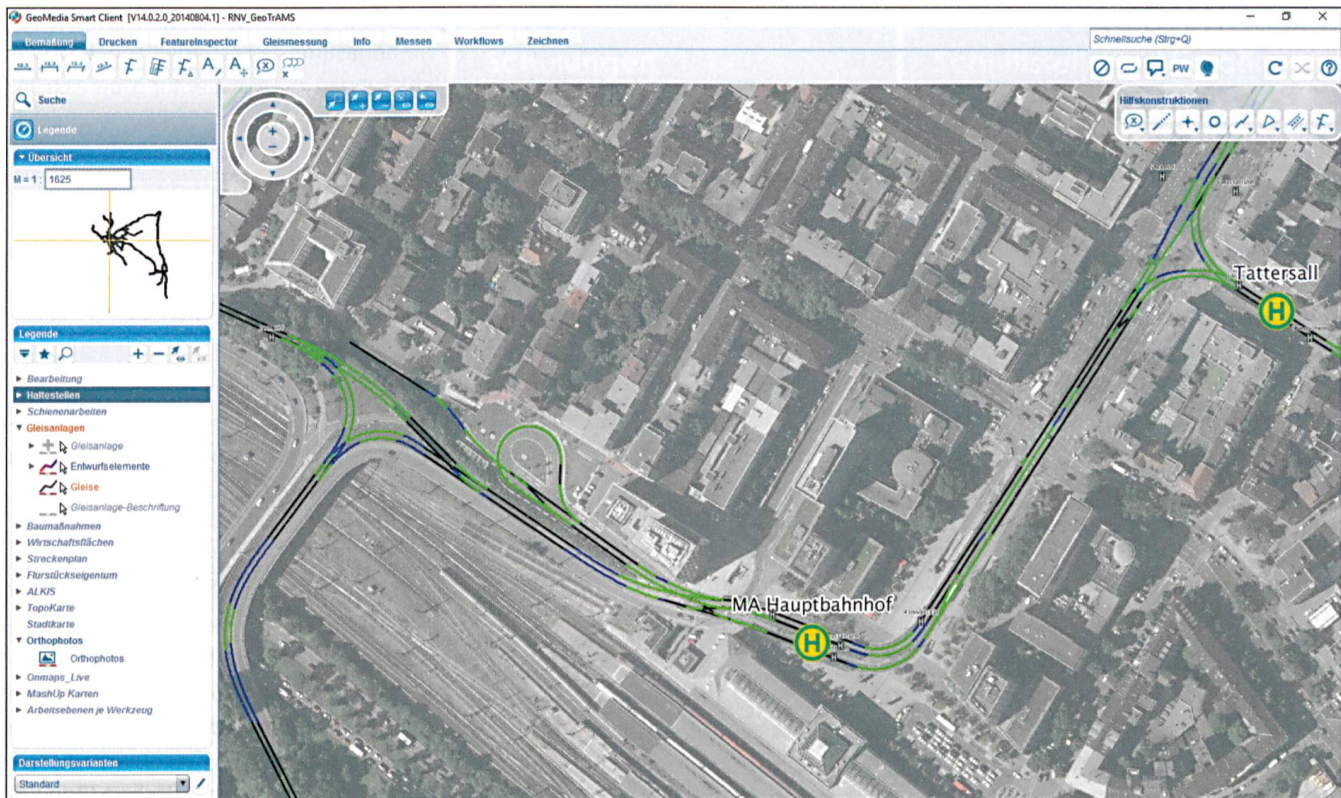 GeoMedia Smart Client [V14.0.2.0_20140804.1] - RNV_GeoTrAMS
Bemaßung Drucken FeatureInspector Gleismessung Info Messen Workflows Zeichnen
Schnellsuche (Strg+Q)
PW
Suche
Legende
Hilfskonstruktionen
Übersicht
M = 1 : 1625
Tattersall
H
Legende
Bearbeitung
Haltestellen
Schienenarbeiten
Gleisanlagen
Gleisanlage
Entwurfselemente
Gleise
Gleisanlage-Beschriftung
Baumaßnahmen
Wirtschaftsflächen
Streckenplan
Flurstückseigentum
ALKIS
TopoKarte
Stadtkarte
Orthophotos
Orthophotos
Onmaps_Live
MashUp Karten
Arbeitsebenen je Werkzeug
MA Hauptbahnhof
H
Darstellungsvarianten
Standard